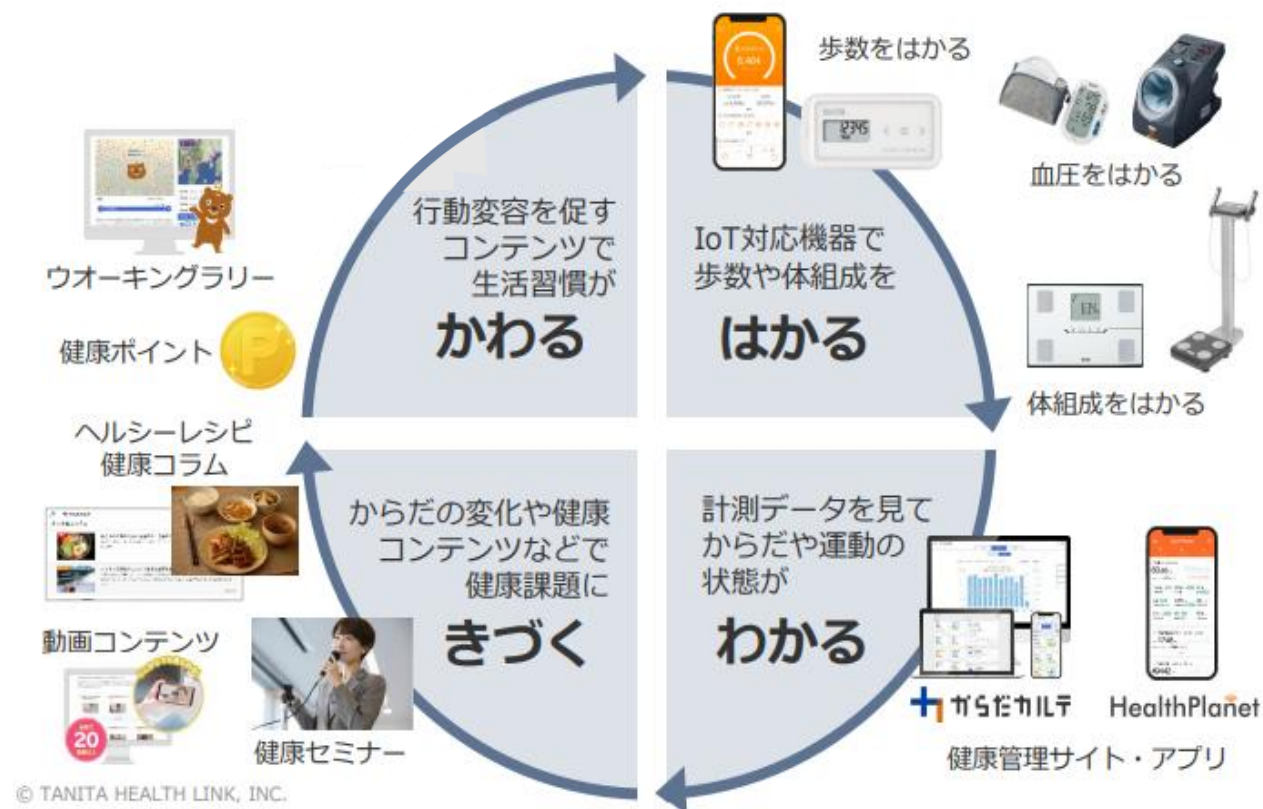 歩数をはかる
12345
血圧をはかる
IoT対応機器で
歩数や体組成を
はかる
体組成をはかる
計測データを見て
からだや運動の
状態が
わかる
からだカルテ
HealthPlanet
健康管理サイト・アプリ
からだの変化や健康
コンテンツなどで
健康課題に
きづく
ヘルシーレシピ
健康コラム
動画コンテンツ
20
健康セミナー
行動変容を促す
コンテンツで
生活習慣が
かわる
ウオーキングラリー
健康ポイント
P
© TANITA HEALTH LINK, INC.